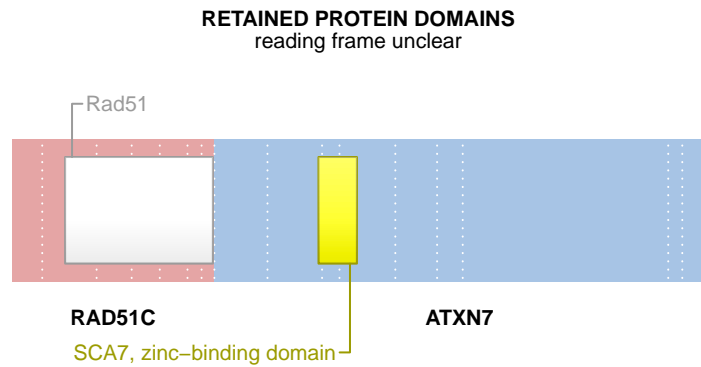 RETAINED PROTEIN DOMAINS
reading frame unclear
Rad51
RAD51C
ATXN7
SCA7, zinc−binding domain